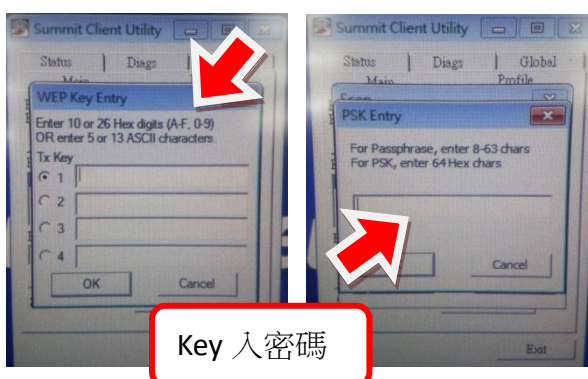 Summit Client Utility
Status
Diags
Main
WEP Key Entry
Enter 10 or 26 Hex digits (A-F, 0-9)
OR enter 5 or 13 ASCII characters.
Tx Key
1
2
3
4
OK
Cancel
Summit Client Utility
Status
Diags
Global
Main
Profile
Scan
PSK Entry
For Passphrase, enter 8-63 chars
For PSK, enter 64 Hex chars
Cancel
Exit
Key 入密碼